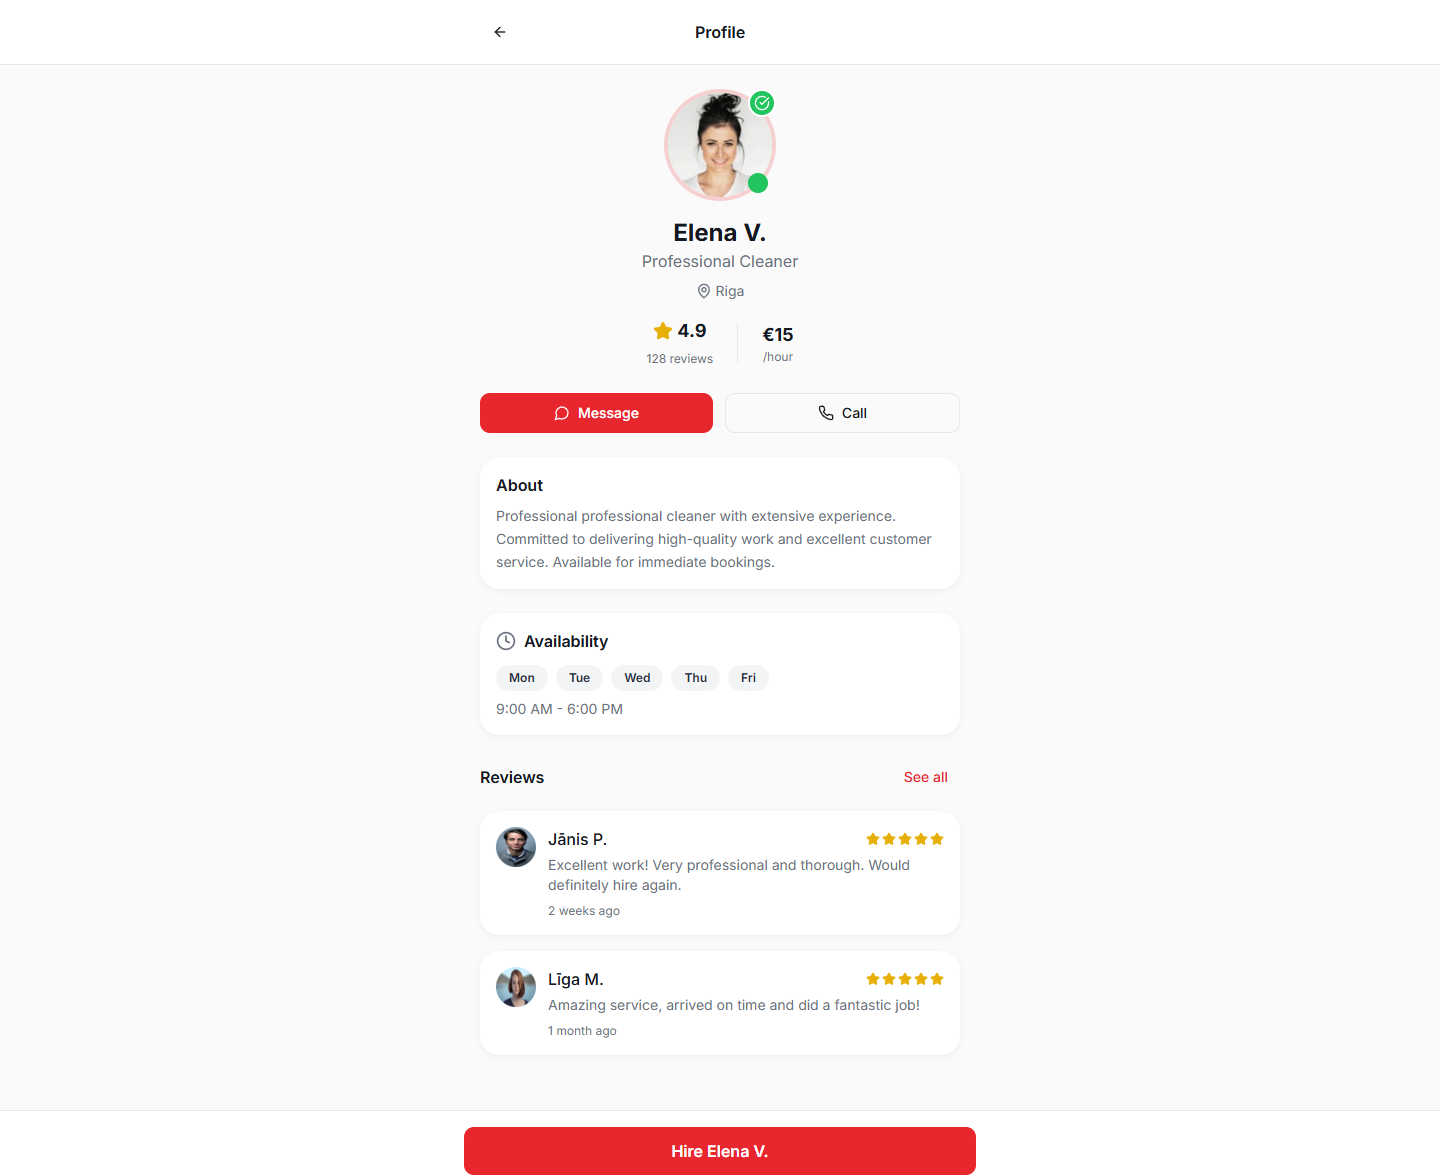 Profile
Elena V.
Professional Cleaner
Riga
4.9
128 reviews
€15
/hour
Message
Call
About
Professional professional cleaner with extensive experience.
Committed to delivering high-quality work and excellent customer
service. Available for immediate bookings.
Availability
Mon Tue Wed Thu Fri
9:00 AM - 6:00 PM
Reviews
See all
Jānis P.
Excellent work! Very professional and thorough. Would
definitely hire again.
2 weeks ago
Līga M.
Amazing service, arrived on time and did a fantastic job!
1 month ago
Hire Elena V.